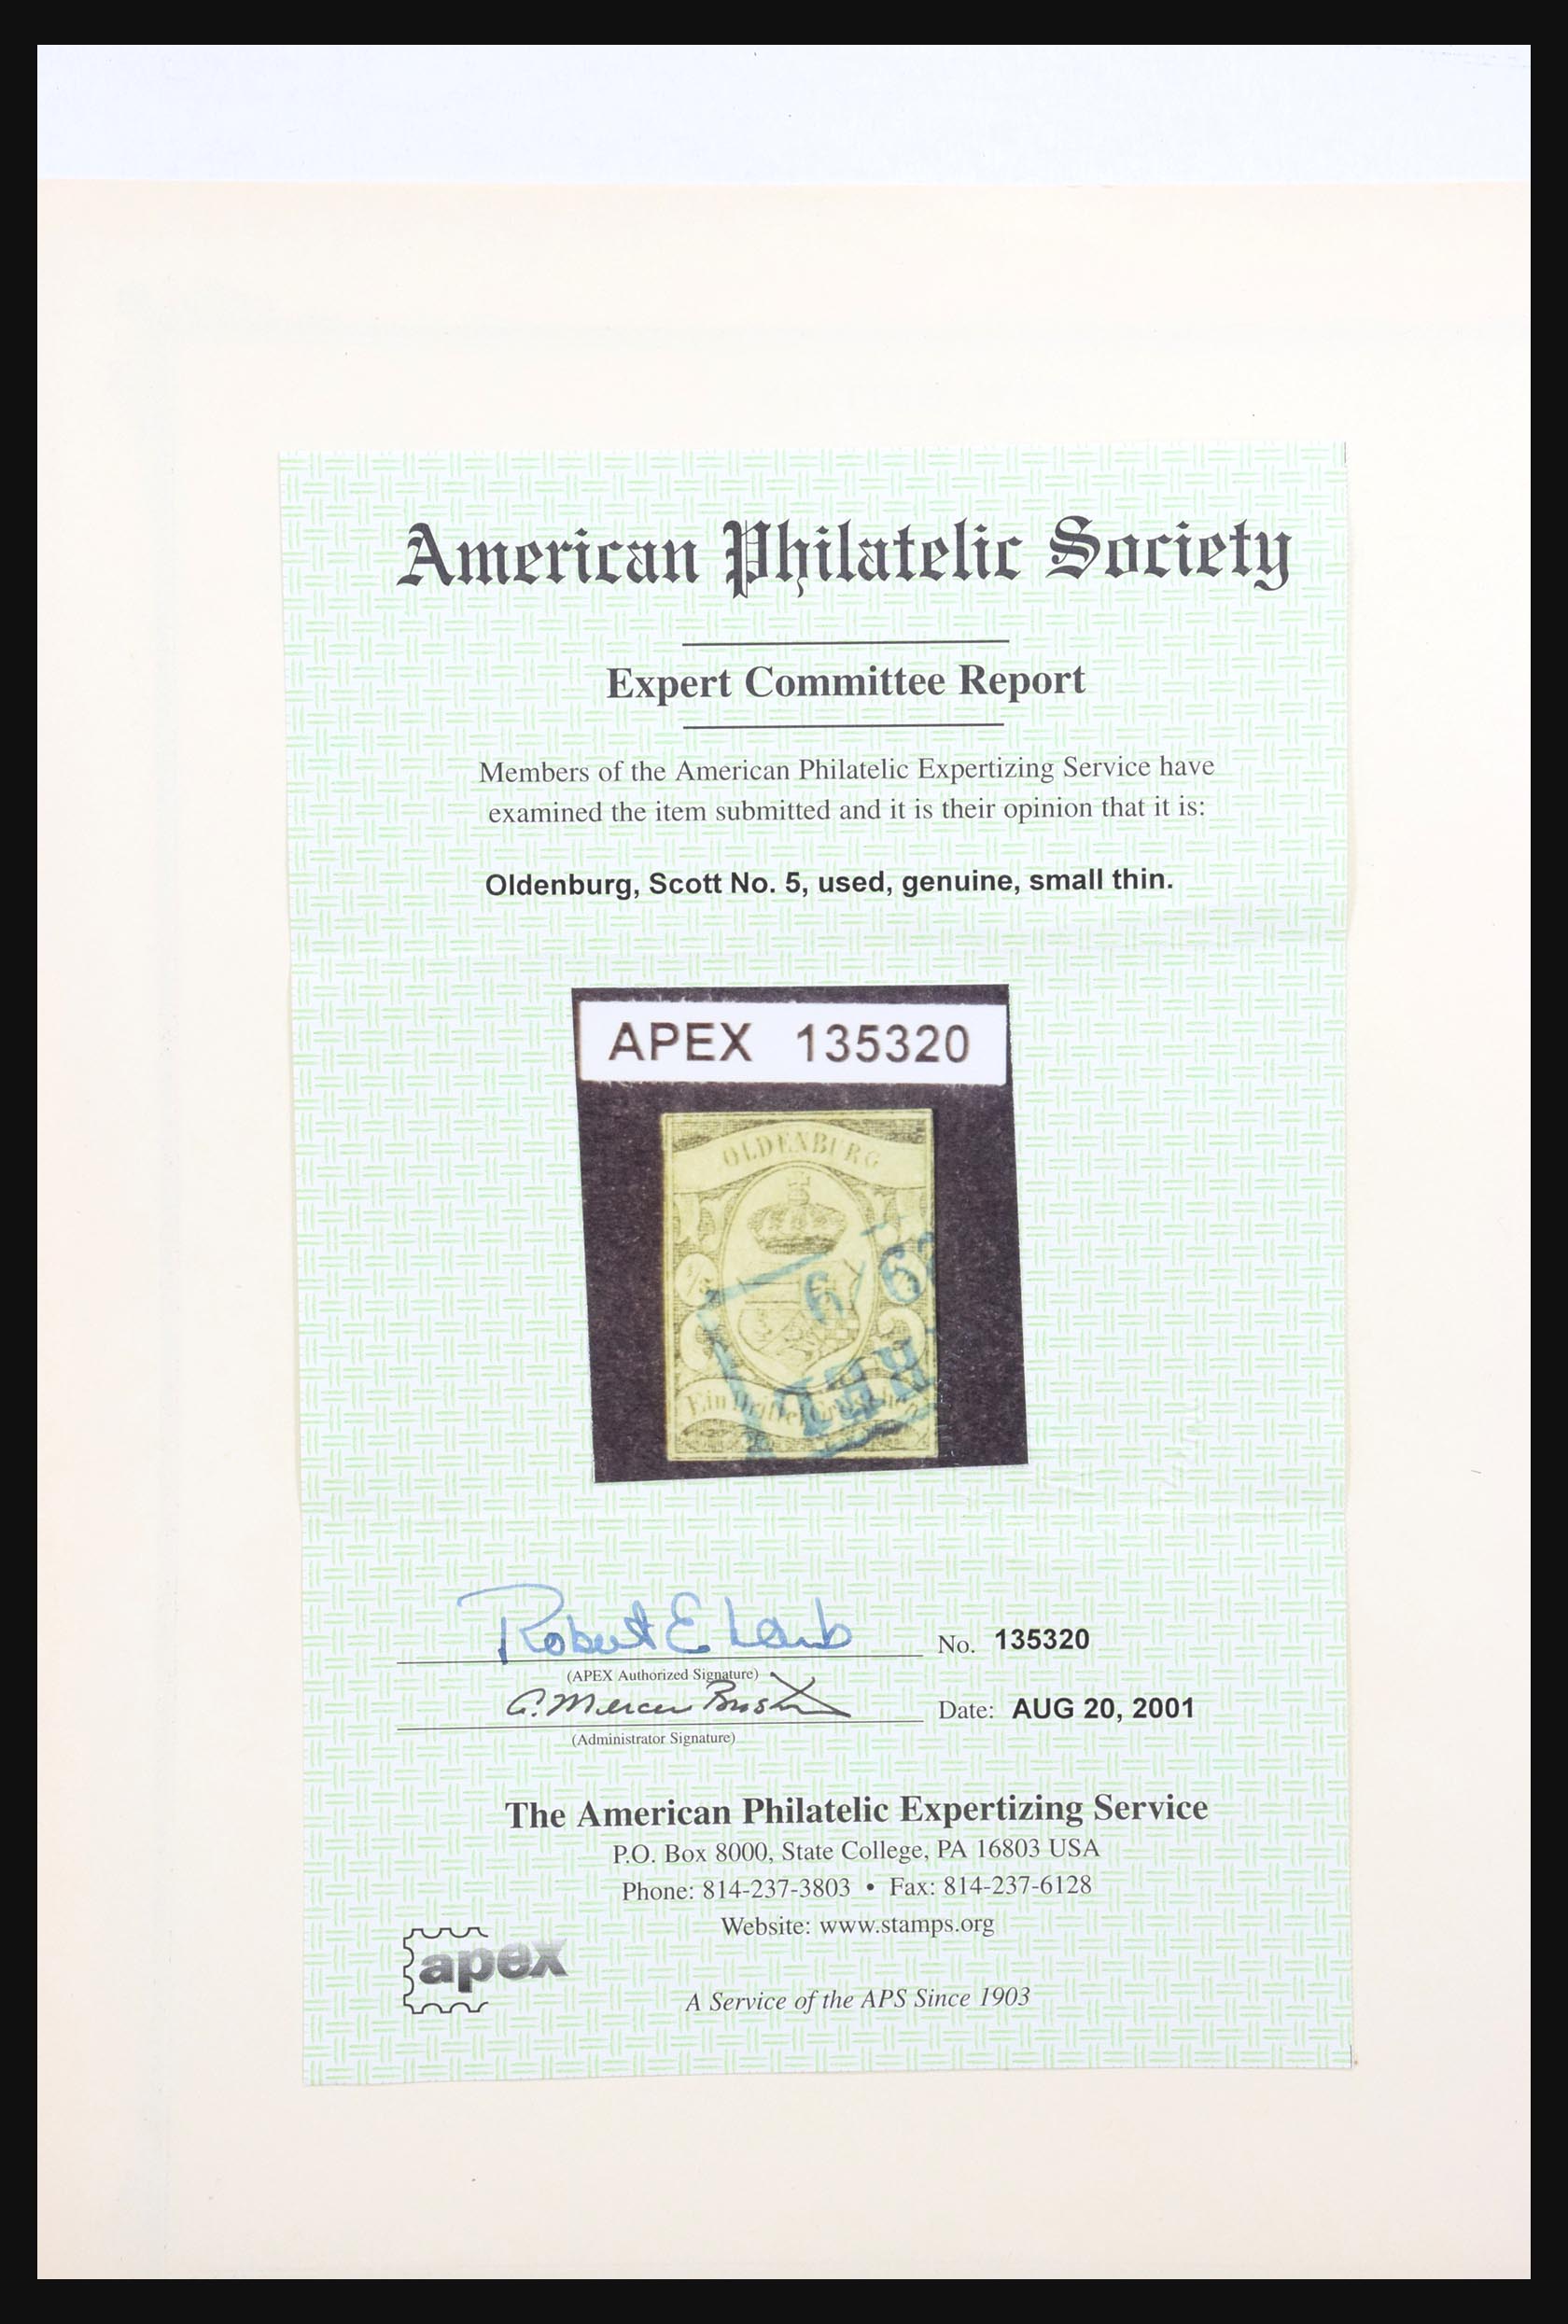 American Philatelic Society
Expert Committee Report
Members of the American Philatelic Expertizing Service have
examined the item submitted and it is their opinion that it is:
Oldenburg, Scott No. 5, used, genuine, small thin.
APEX 135320
OLDENBURG
Ein Drittel Groschen
Robert E Lamb
No. 135320
(APEX Authorized Signature)
G. Mercer
Date: AUG 20, 2001
(Administrator Signature)
The American Philatelic Expertizing Service
P.O. Box 8000, State College, PA 16803 USA
Phone: 814-237-3803 • Fax: 814-237-6128
Website: www.stamps.org
apex
A Service of the APS Since 1903